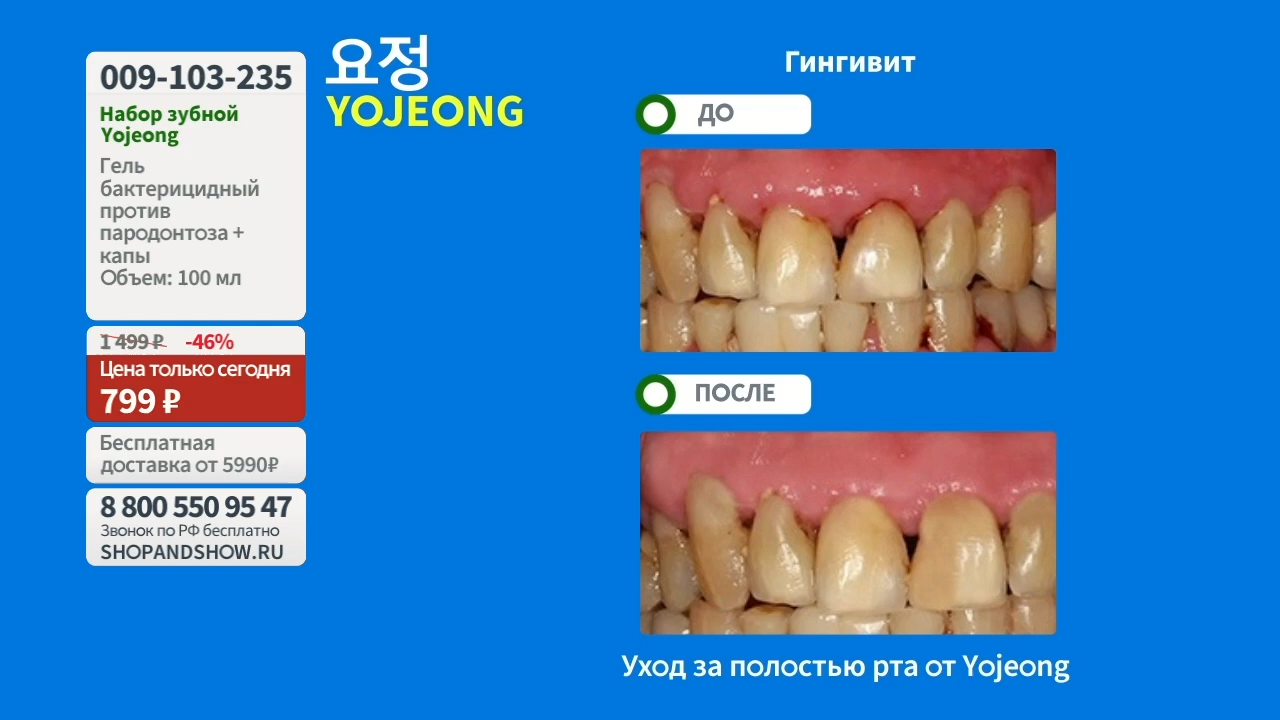 009-103-235
Набор зубной
Yojeong
Гель
бактерицидный
против
пародонтоза +
капы
Объем: 100 мл
1 499 ₽ -46%
Цена только сегодня
799 ₽
Бесплатная
доставка от 5990₽
8 800 550 95 47
Звонок по РФ бесплатно
SHOPANDSHOW.RU
요정
YOJEONG
Гингивит
ДО
ПОСЛЕ
Уход за полостью рта от Yojeong